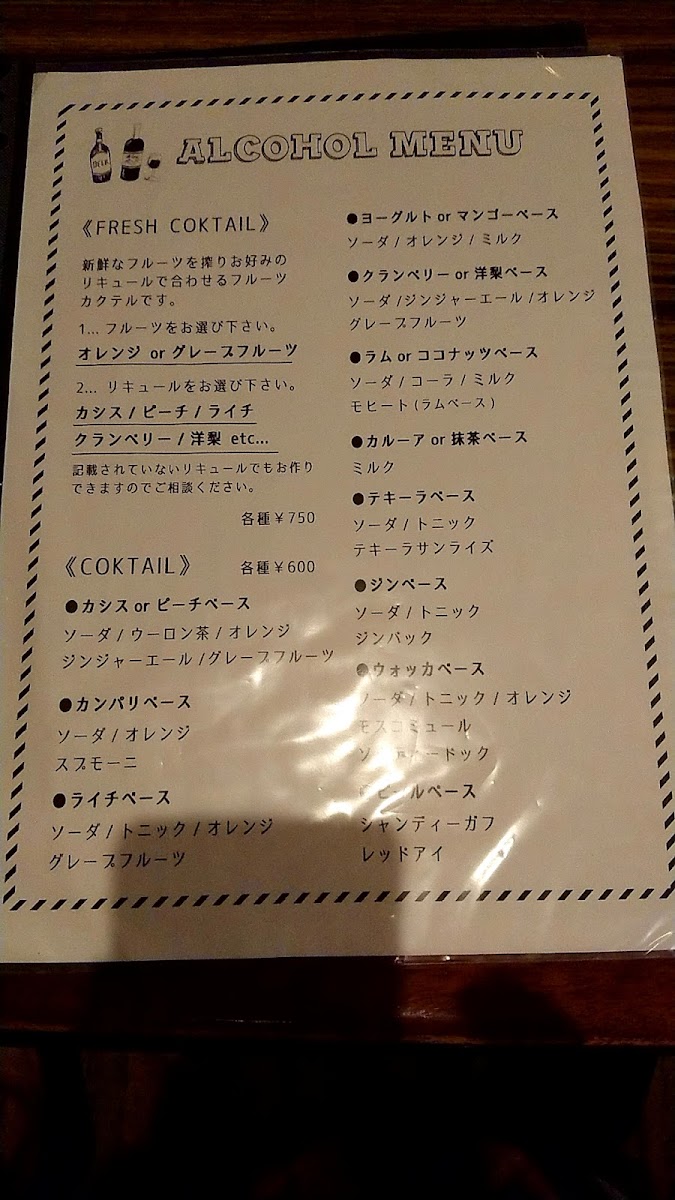 ALCOHOL MENU
《FRESH COKTAIL》
新鮮なフルーツを搾りお好みの
リキュールで合わせるフルーツ
カクテルです。
1... フルーツをお選び下さい。
オレンジ or グレープフルーツ
2... リキュールをお選び下さい。
カシス / ピーチ / ライチ
クランベリー / 洋梨 etc...
記載されていないリキュールでもお作り
できますのでご相談ください。
各種￥750
《COKTAIL》 各種￥600
●カシス or ピーチベース
ソーダ / ウーロン茶 / オレンジ
ジンジャーエール /グレープフルーツ
●カンパリベース
ソーダ / オレンジ
スプモーニ
●ライチベース
ソーダ / トニック / オレンジ
グレープフルーツ
●ヨーグルト or マンゴーベース
ソーダ / オレンジ / ミルク
●クランベリー or 洋梨ベース
ソーダ /ジンジャーエール /オレンジ
グレープフルーツ
●ラム or ココナッツベース
ソーダ / コーラ / ミルク
モヒート (ラムベース)
●カルーア or 抹茶ベース
ミルク
●テキーラベース
ソーダ / トニック
テキーラサンライズ
●ジンベース
ソーダ / トニック
ジンバック
●ウォッカベース
ソーダ / トニック / オレンジ
モスコミュール
●ビールベース
シャンディーガフ
レッドアイ